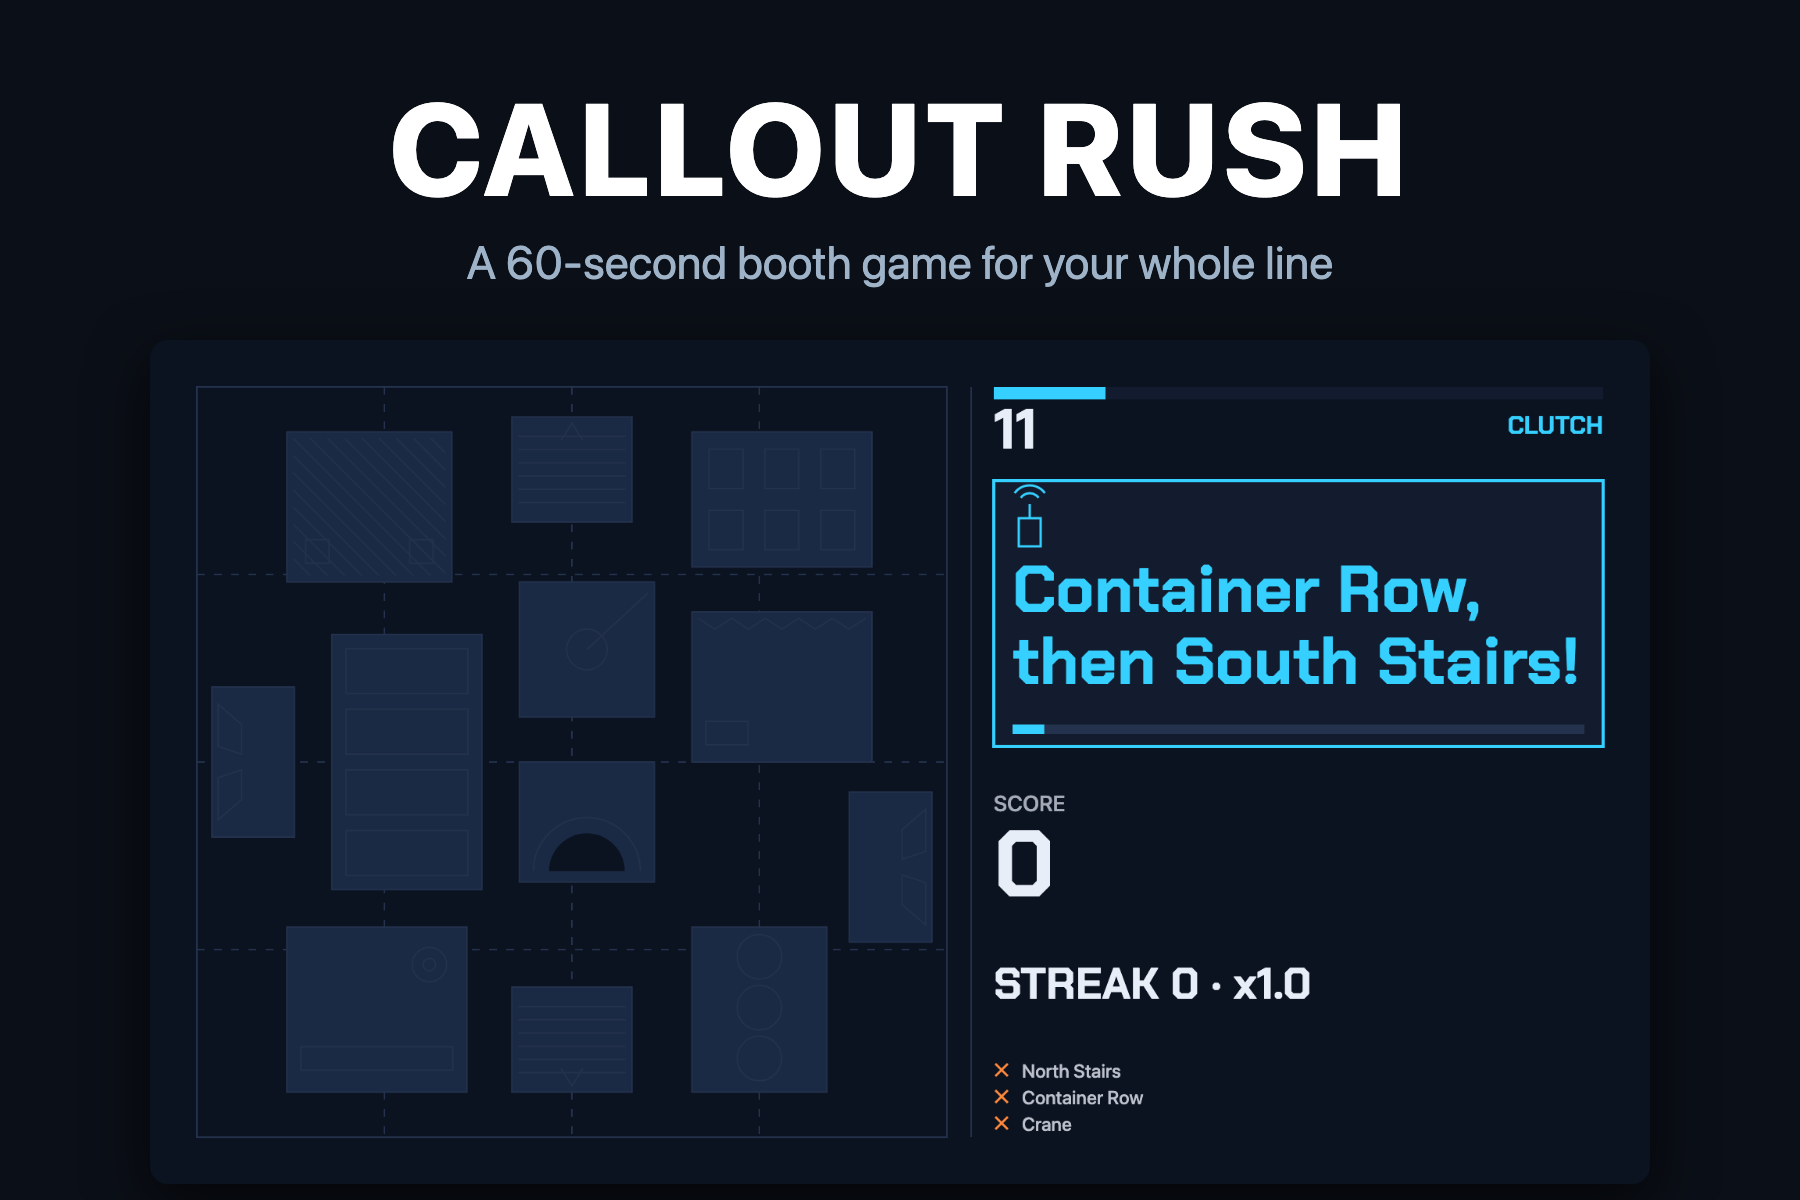 CALLOUT RUSH
A 60-second booth game for your whole line
11
CLUTCH
Container Row,
then South Stairs!
SCORE
0
STREAK 0 · x1.0
✕ North Stairs
✕ Container Row
✕ Crane